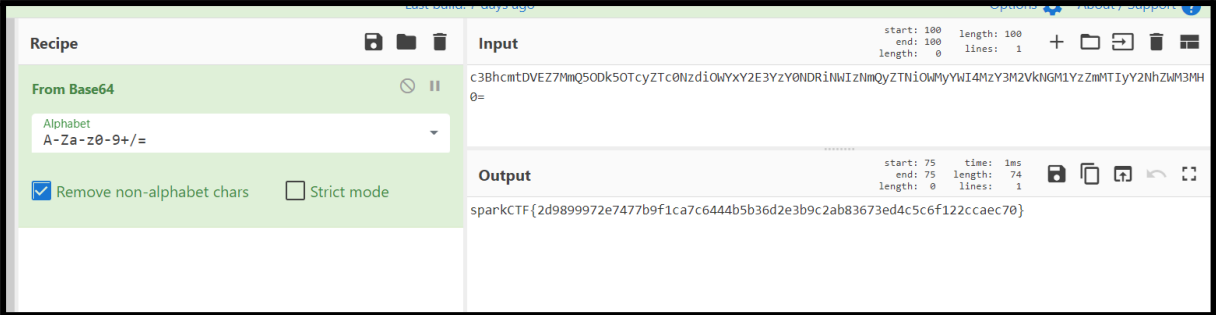 Last build: 7 days ago
Options
About / Support
Recipe
Input
start: 100
end: 100
length: 0
length: 100
lines: 1
c3BhcmtDVEZ7MmQ5ODk5OTcyZTc0NzdiOWYxY2E3YzY0NDRiNWIzNmQyZTNiOWMyYWI4MzY3M2VkNGM1YzZmMTIyY2NhZWM3MH
0=
From Base64
Alphabet
A-Za-z0-9+/=
Remove non-alphabet chars
Strict mode
Output
start: 75
end: 75
length: 0
time: 1ms
length: 74
lines: 1
sparkCTF{2d9899972e7477b9f1ca7c6444b5b36d2e3b9c2ab83673ed4c5c6f122ccaec70}